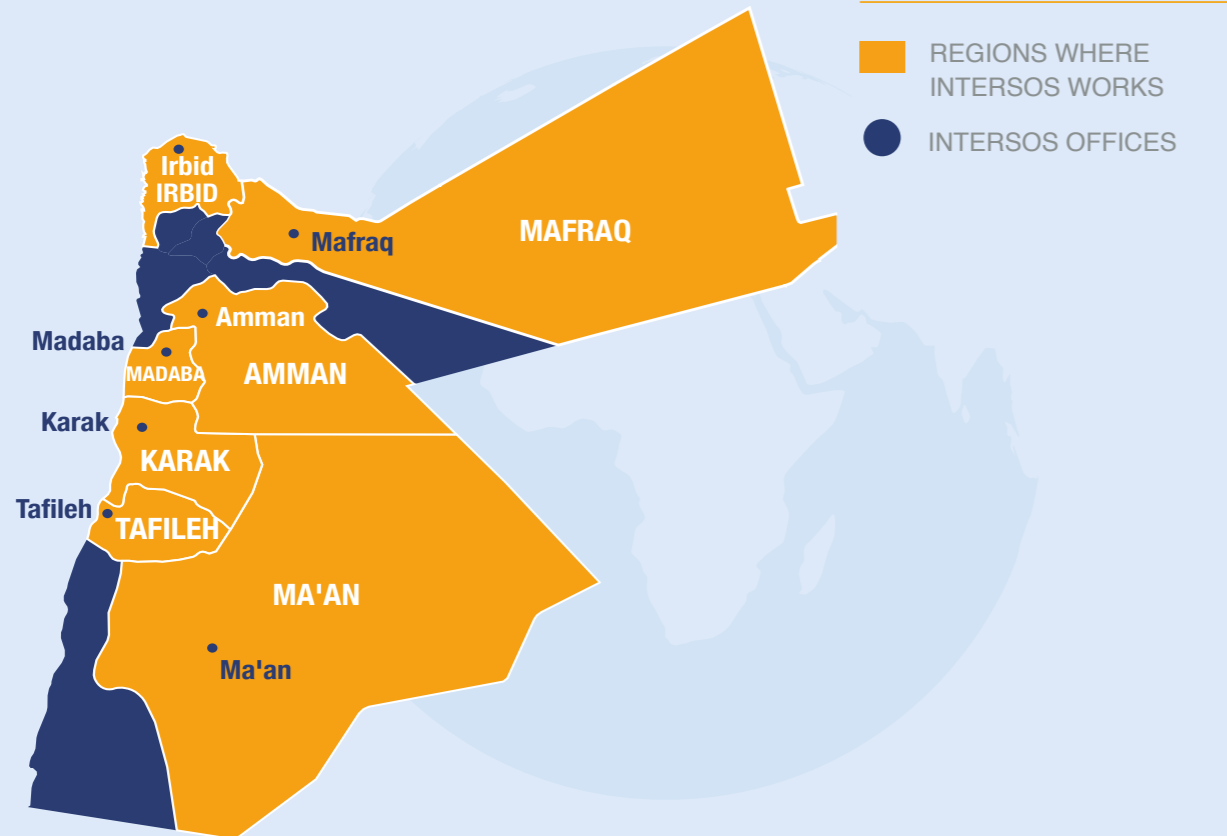 REGIONS WHERE
INTERSOS WORKS
INTERSOS OFFICES
Irbid
IRBID
Mafraq
MAFRAQ
Amman
Madaba
MADABA
AMMAN
Karak
KARAK
Tafileh
TAFILEH
MA'AN
Ma'an